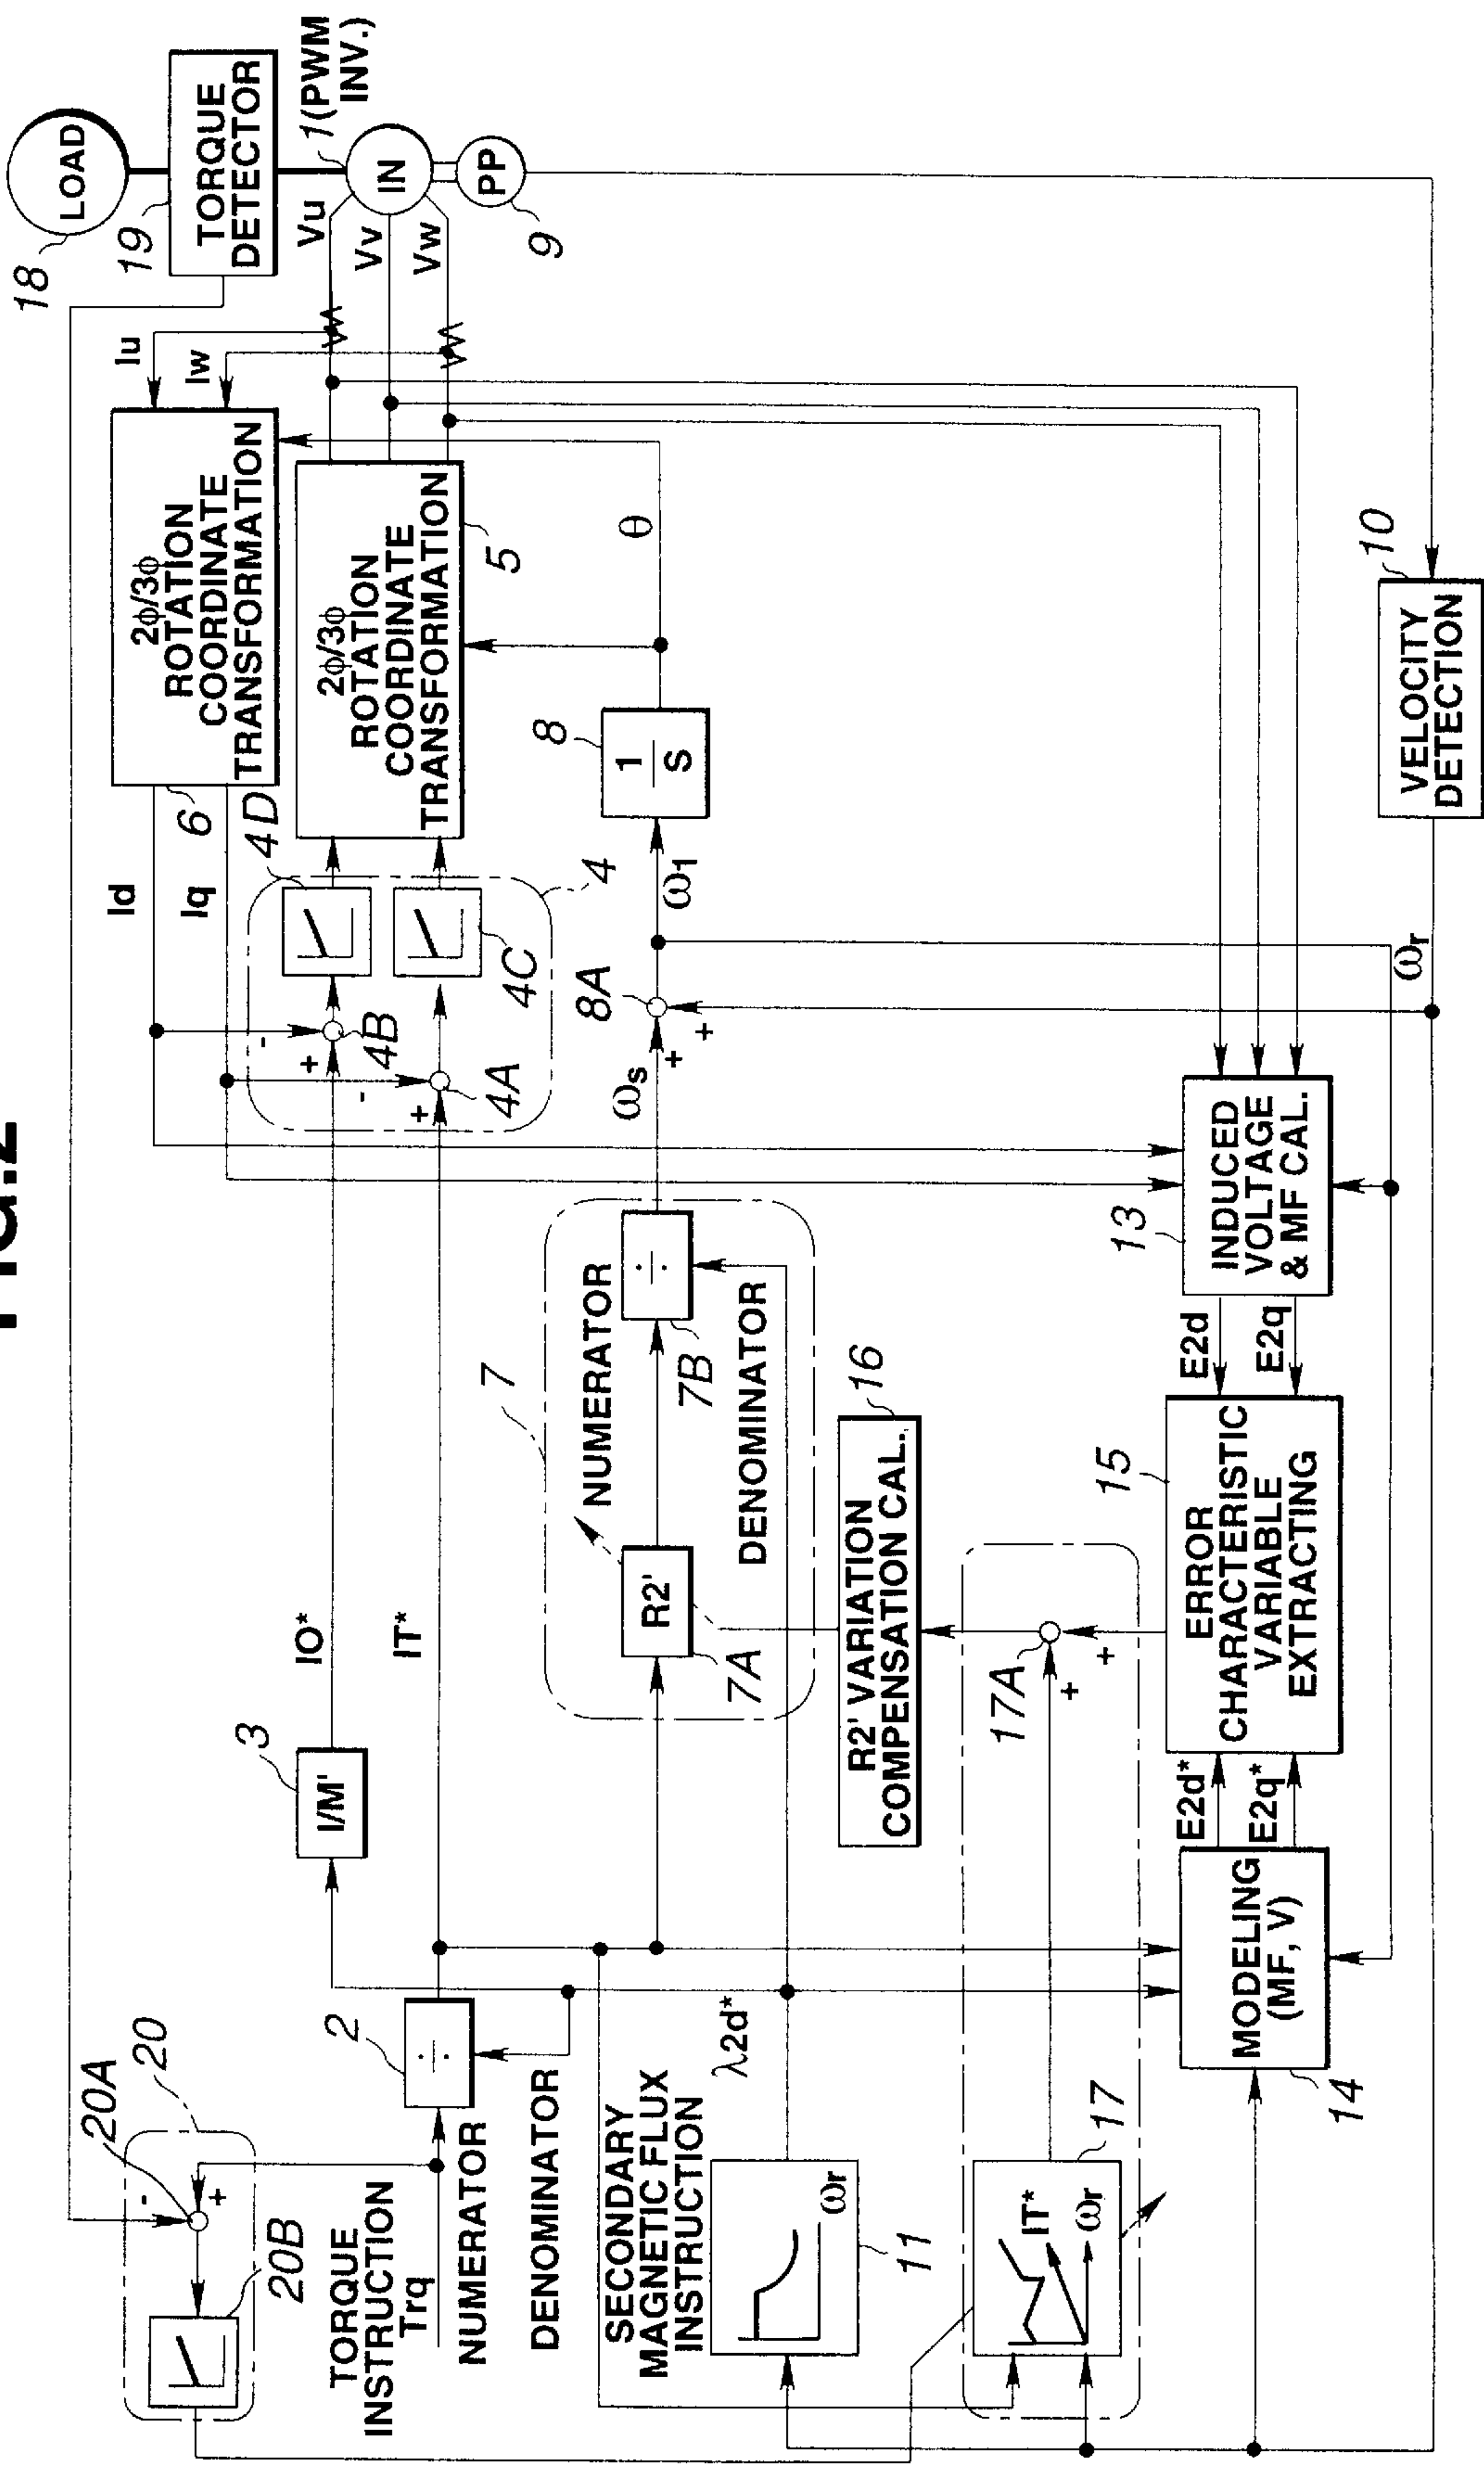 FIG.2
20A
20
20B
TORQUE
INSTRUCTION
Trq
NUMERATOR
2
÷
DENOMINATOR
3
I/M'
IO*
IT*
Id
Iq
6
2ϕ/3ϕ
ROTATION
COORDINATE
TRANSFORMATION
Iu
Iw
18
LOAD
19
TORQUE
DETECTOR
1(PWM
INV.)
IN
PP
9
Vu
Vv
Vw
4D
-
+
4B
-
+
4A
4C
4
2ϕ/3ϕ
ROTATION
COORDINATE
TRANSFORMATION
5
θ
8
1
S
ω1
8A
+
+
ωs
7
NUMERATOR
÷
7B
R2'
7A
DENOMINATOR
SECONDARY
MAGNETIC FLUX
INSTRUCTION
λ2d*
ωr
11
16
R2' VARIATION
COMPENSATION CAL.
17A
+
+
IT*
ωr
17
15
ERROR
CHARACTERISTIC
VARIABLE
EXTRACTING
E2d*
E2q*
MODELING
(MF, V)
14
E2d
E2q
13
INDUCED
VOLTAGE
& MF CAL.
ωr
10
VELOCITY
DETECTION
-
+